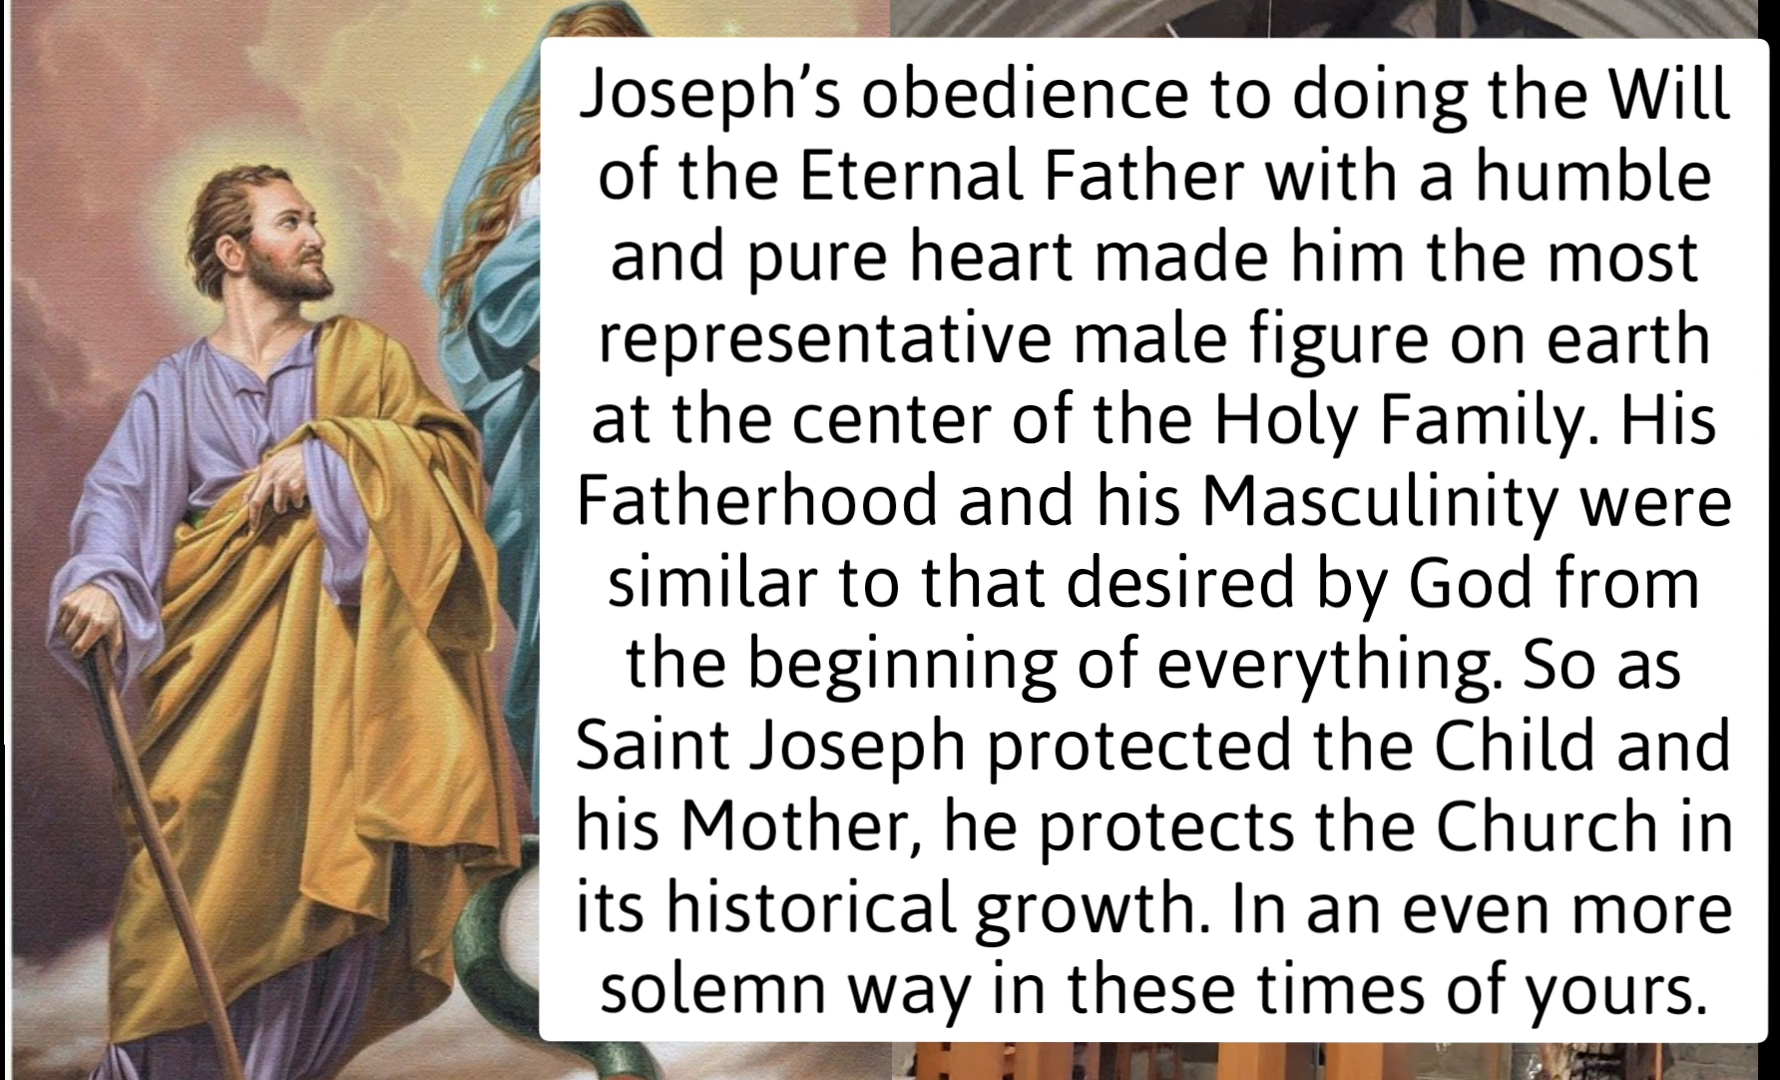 Joseph’s obedience to doing the Will
of the Eternal Father with a humble
and pure heart made him the most
representative male figure on earth
at the center of the Holy Family. His
Fatherhood and his Masculinity were
similar to that desired by God from
the beginning of everything. So as
Saint Joseph protected the Child and
his Mother, he protects the Church in
its historical growth. In an even more
solemn way in these times of yours.